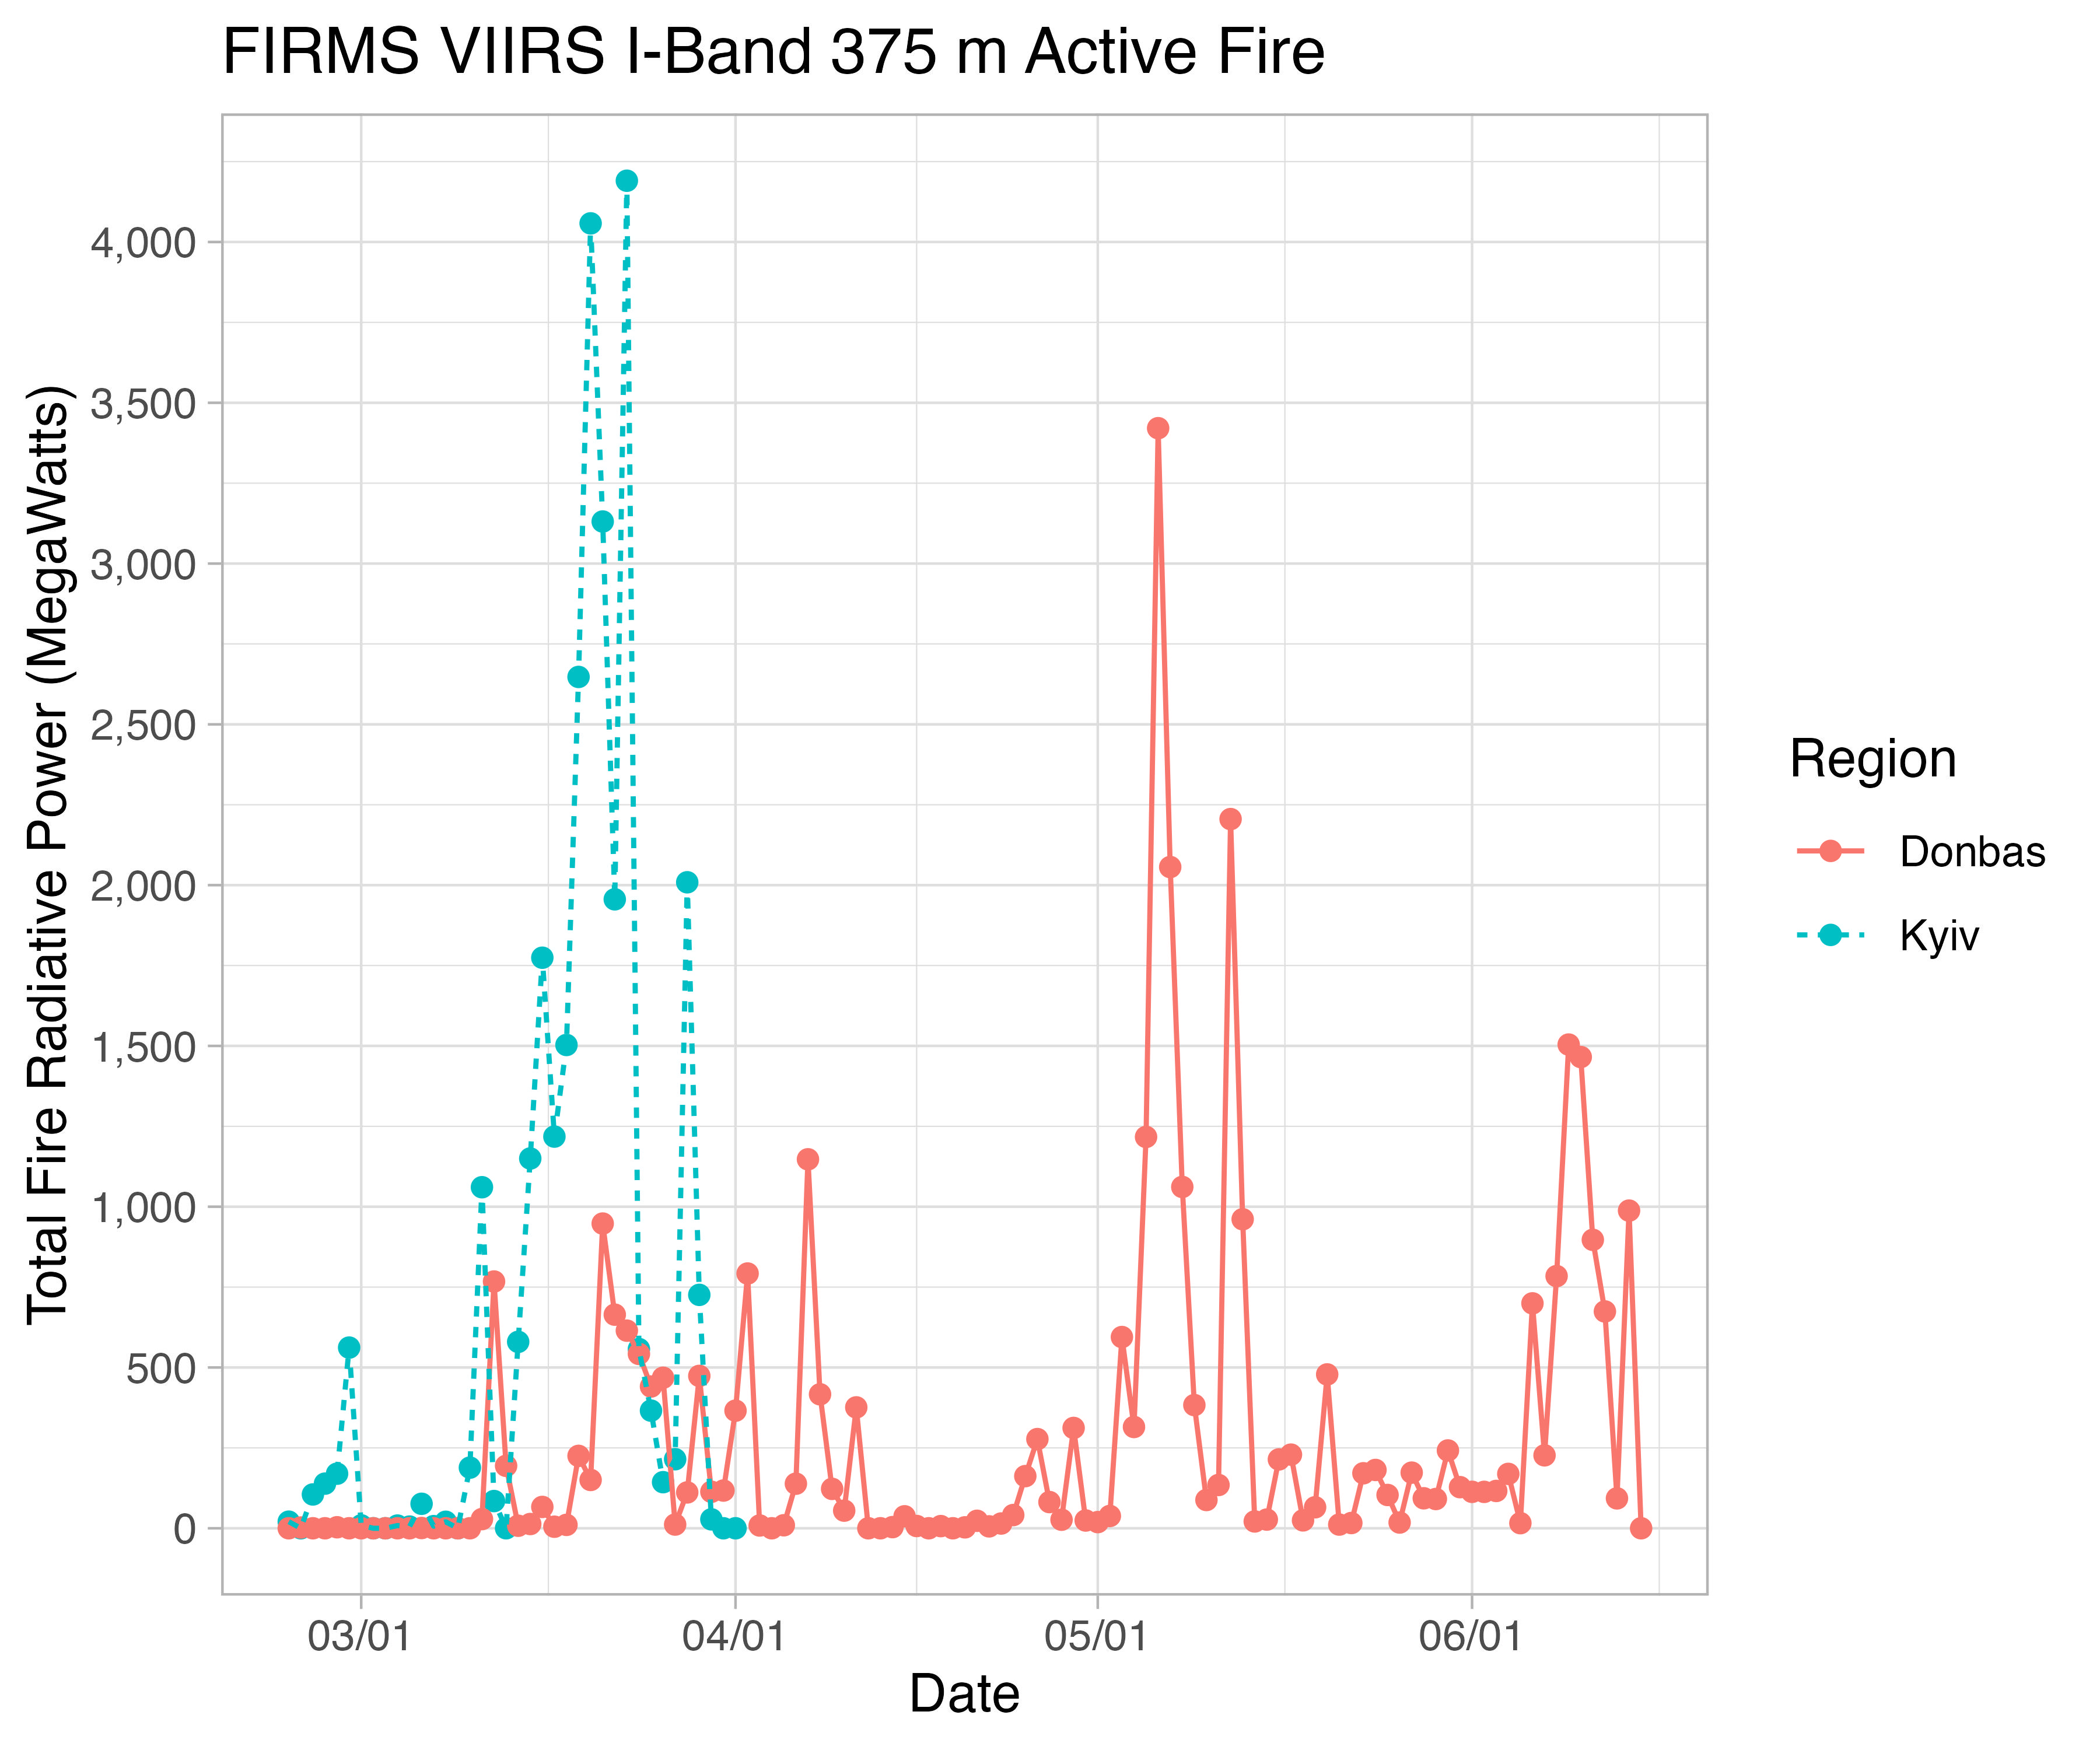 FIRMS VIIRS I-Band 375 m Active Fire
Total Fire Radiative Power (MegaWatts)
4,000
3,500
3,000
2,500
2,000
1,500
1,000
500
0
03/01
04/01
05/01
06/01
Date
Region
Donbas
Kyiv